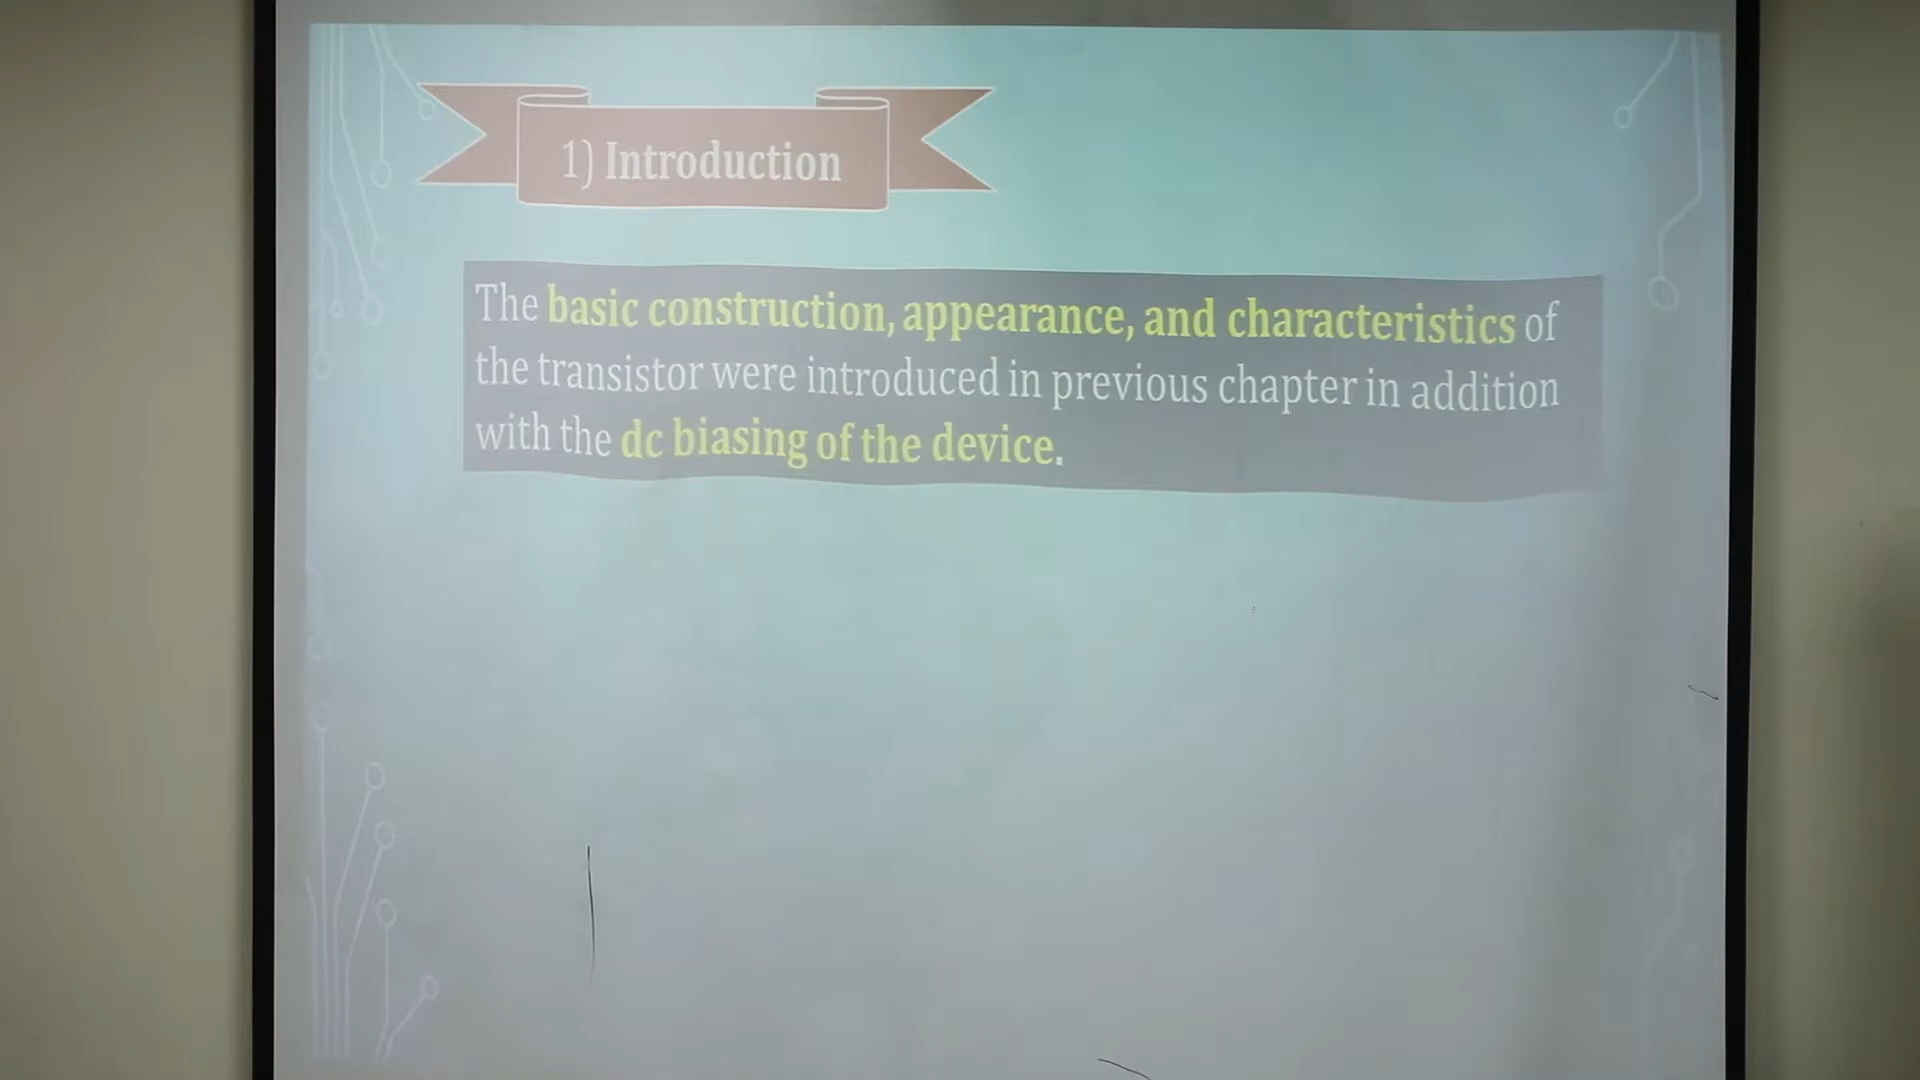 1) Introduction
The basic construction, appearance, and characteristics of
the transistor were introduced in previous chapter in addition
with the dc biasing of the device.